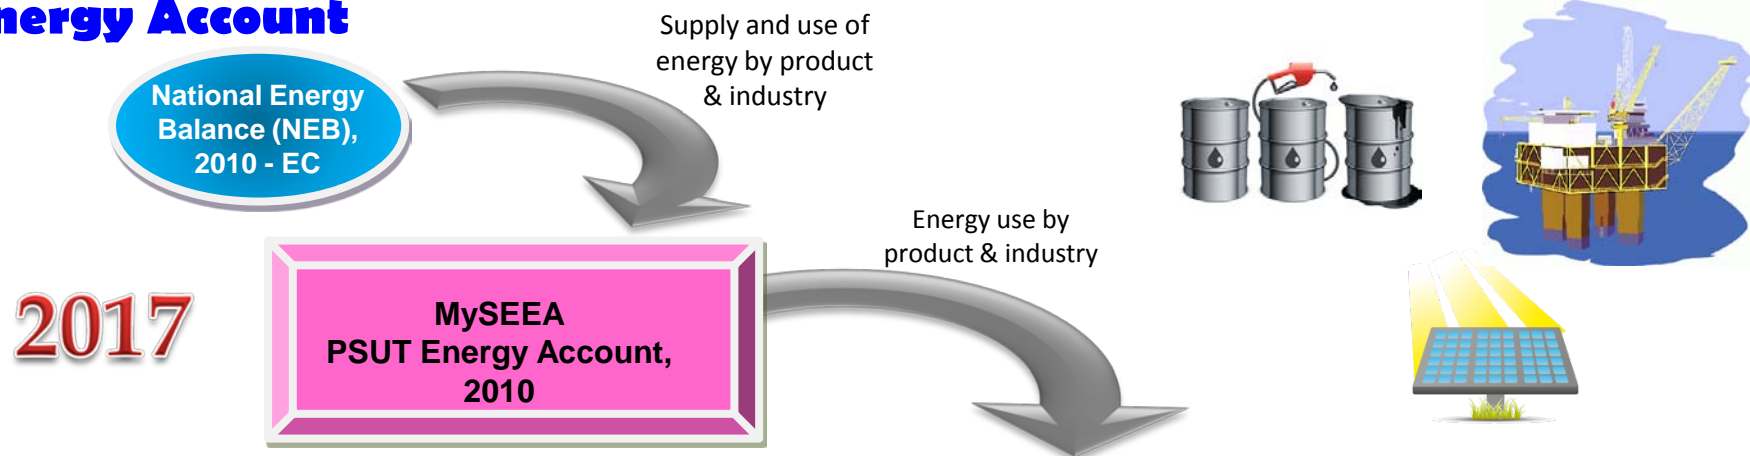 nergy Account
Supply and use of
energy by product
& industry
National Energy
Balance (NEB),
2010 - EC
Energy use by
product & industry
2017
MySEEA
PSUT Energy Account,
2010